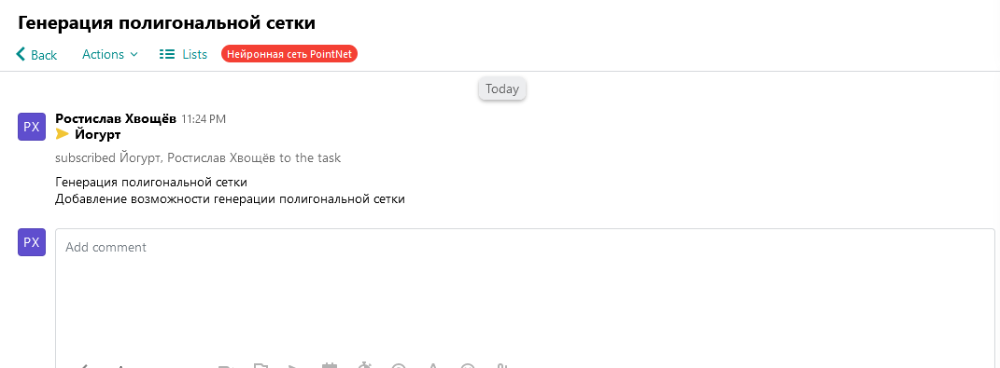 Генерация полигональной сетки
Back Actions Lists Нейронная сеть PointNet
Today
РХ Ростислав Хвощёв 11:24 PM
Йогурт
subscribed Йогурт, Ростислав Хвощёв to the task
Генерация полигональной сетки
Добавление возможности генерации полигональной сетки
РХ Add comment